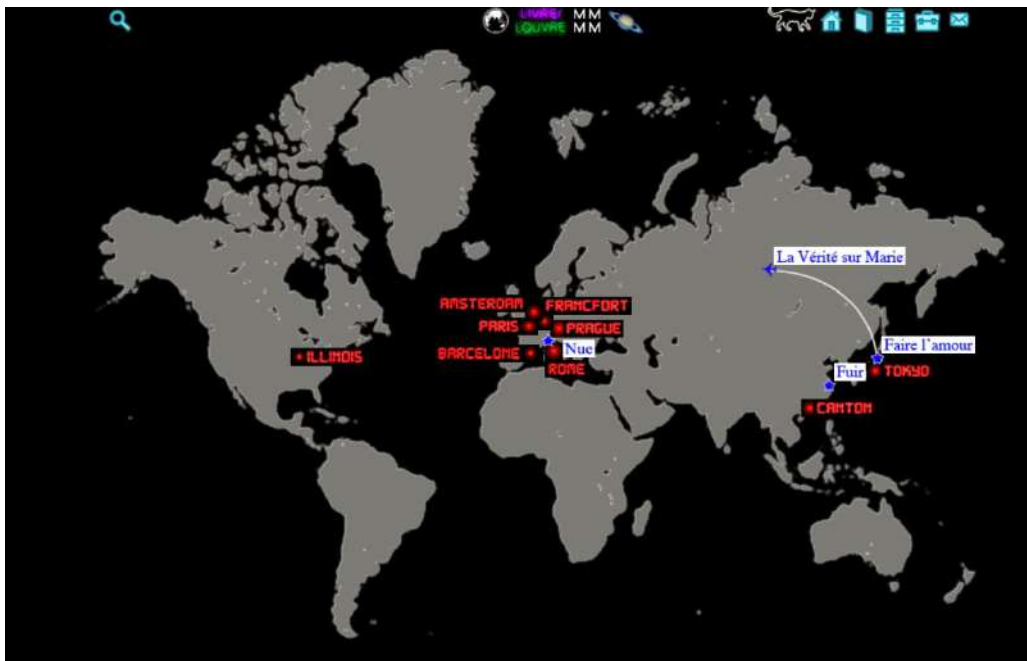 LIVRE/ MM
LOUVRE MM
La Vérité sur Marie
AMSTERDAM FRANCFORT
PARIS PRAGUE
Faire l'amour
BARCELONE Nue
ILLINOIS
ROME Fuir TOKYO
CANTON